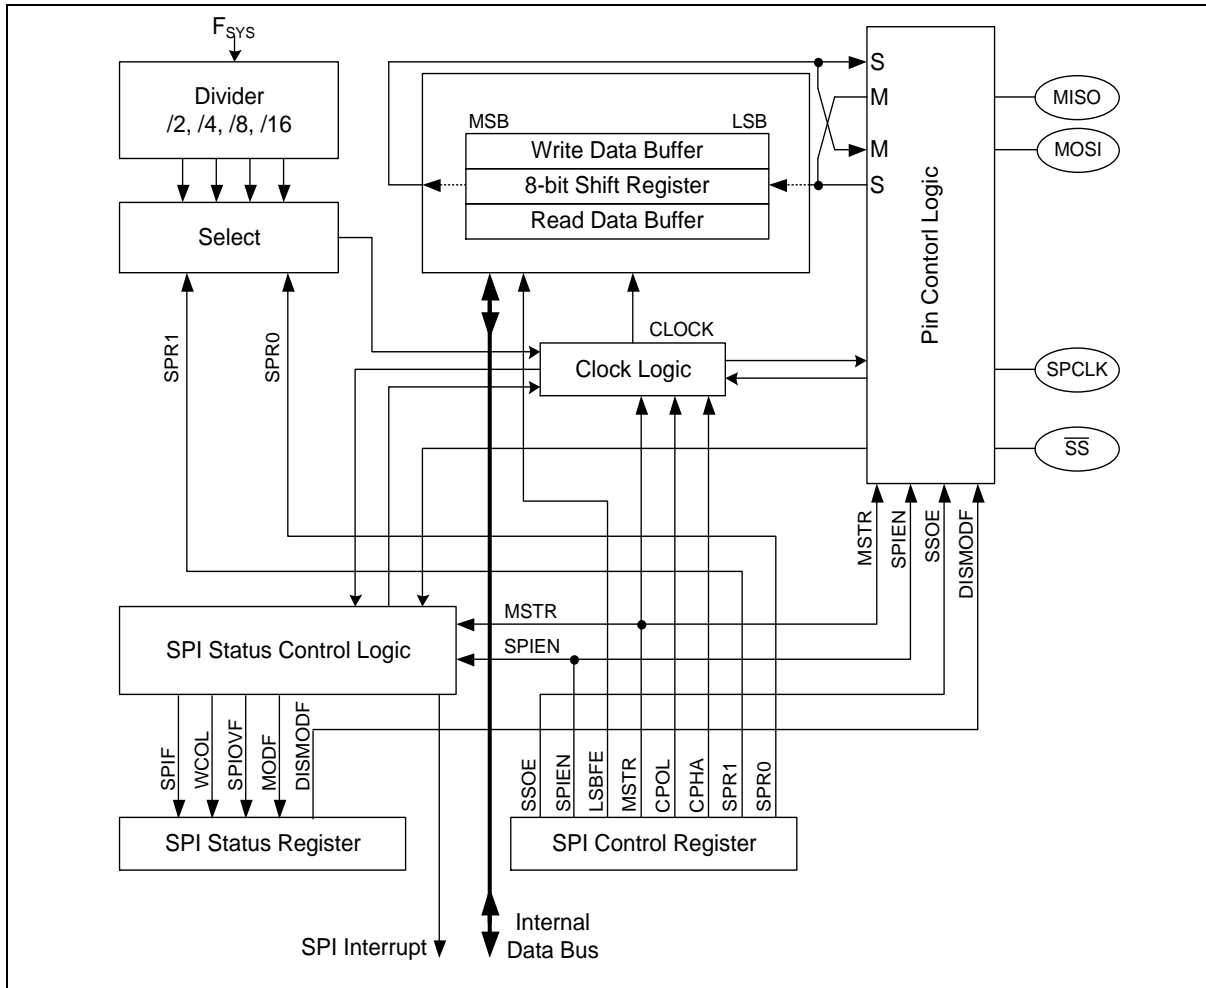 FSYS
Divider
/2, /4, /8, /16
Select
SPR1
SPR0
MSB
LSB
Write Data Buffer
8-bit Shift Register
Read Data Buffer
CLOCK
Clock Logic
S
M
M
S
Pin Contorl Logic
MISO
MOSI
SPCLK
SS
MSTR
SPIEN
SSOE
DISMODF
MSTR
SPIEN
SPI Status Control Logic
SPIF
WCOL
SPIOVF
MODF
DISMODF
SPI Status Register
SSOE
SPIEN
LSBFE
MSTR
CPOL
CPHA
SPR1
SPR0
SPI Control Register
SPI Interrupt
Internal
Data Bus